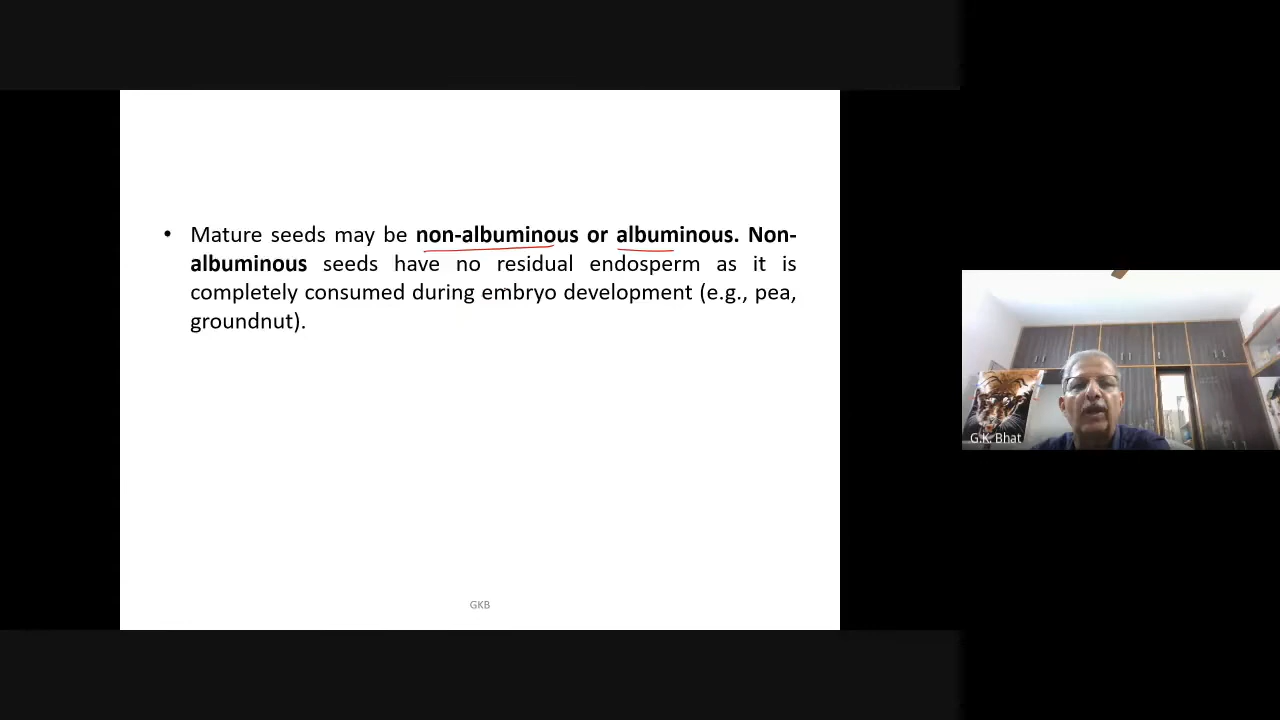 • Mature seeds may be non-albuminous or albuminous. Non-
albuminous seeds have no residual endosperm as it is
completely consumed during embryo development (e.g., pea,
groundnut).
G.K. Bhat
GKB